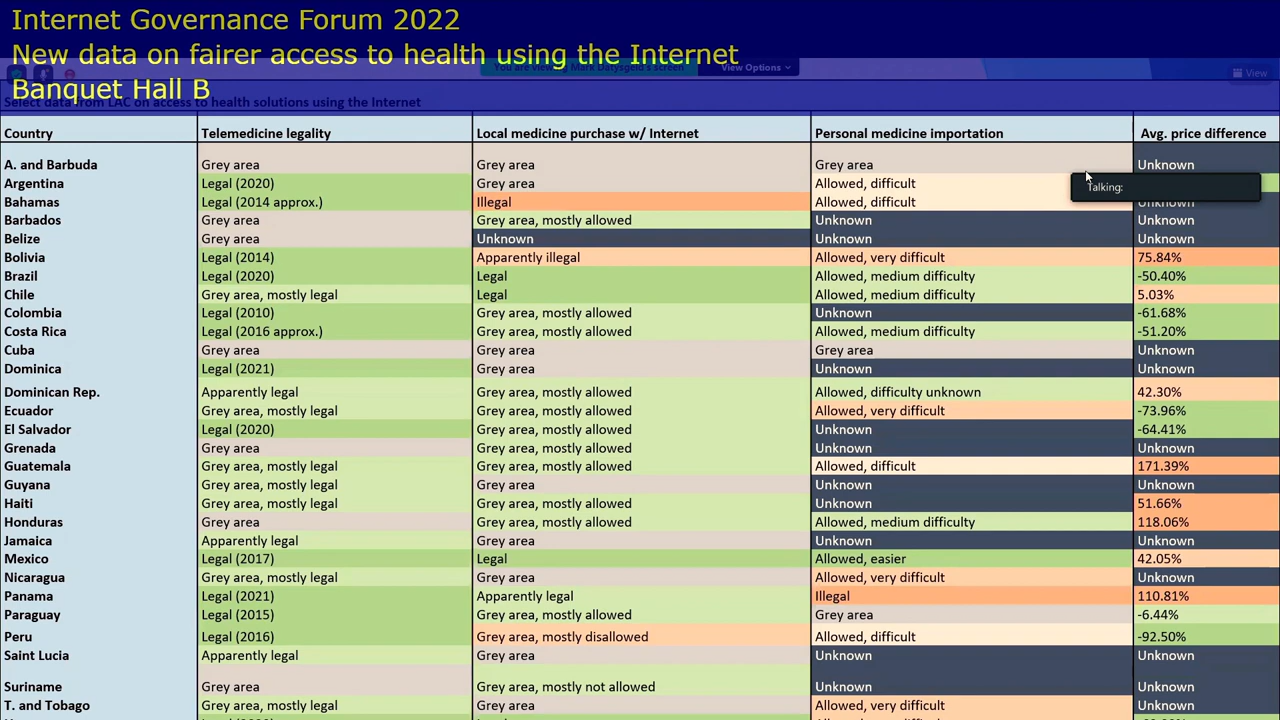 Internet Governance Forum 2022
New data on fairer access to health using the Internet
View Options
View
Banquet Hall B
Select data from LAC on access to health solutions using the Internet
Country Telemedicine legality Local medicine purchase w/ Internet Personal medicine importation Avg. price difference
A. and Barbuda Grey area Grey area Grey area Unknown
Argentina Legal (2020) Grey area Allowed, difficult
Talking:
Bahamas Legal (2014 approx.) Illegal Allowed, difficult Unknown
Barbados Grey area Grey area, mostly allowed Unknown Unknown
Belize Grey area Unknown Unknown Unknown
Bolivia Legal (2014) Apparently illegal Allowed, very difficult 75.84%
Brazil Legal (2020) Legal Allowed, medium difficulty -50.40%
Chile Grey area, mostly legal Legal Allowed, medium difficulty 5.03%
Colombia Legal (2010) Grey area, mostly allowed Unknown -61.68%
Costa Rica Legal (2016 approx.) Grey area, mostly allowed Allowed, medium difficulty -51.20%
Cuba Grey area Grey area Grey area Unknown
Dominica Legal (2021) Grey area Unknown Unknown
Dominican Rep. Apparently legal Grey area, mostly allowed Allowed, difficulty unknown 42.30%
Ecuador Grey area, mostly legal Grey area, mostly allowed Allowed, very difficult -73.96%
El Salvador Legal (2020) Grey area, mostly allowed Unknown -64.41%
Grenada Grey area Grey area, mostly allowed Unknown Unknown
Guatemala Grey area, mostly legal Grey area, mostly allowed Allowed, difficult 171.39%
Guyana Grey area, mostly legal Grey area Unknown Unknown
Haiti Grey area, mostly legal Grey area, mostly allowed Unknown 51.66%
Honduras Grey area Grey area, mostly allowed Allowed, medium difficulty 118.06%
Jamaica Apparently legal Grey area Unknown Unknown
Mexico Legal (2017) Legal Allowed, easier 42.05%
Nicaragua Grey area, mostly legal Grey area Allowed, very difficult Unknown
Panama Legal (2021) Apparently legal Illegal 110.81%
Paraguay Legal (2015) Grey area, mostly allowed Grey area -6.44%
Peru Legal (2016) Grey area, mostly disallowed Allowed, difficult -92.50%
Saint Lucia Apparently legal Grey area Unknown Unknown
Suriname Grey area Grey area, mostly not allowed Unknown Unknown
T. and Tobago Grey area, mostly legal Grey area Allowed, very difficult Unknown